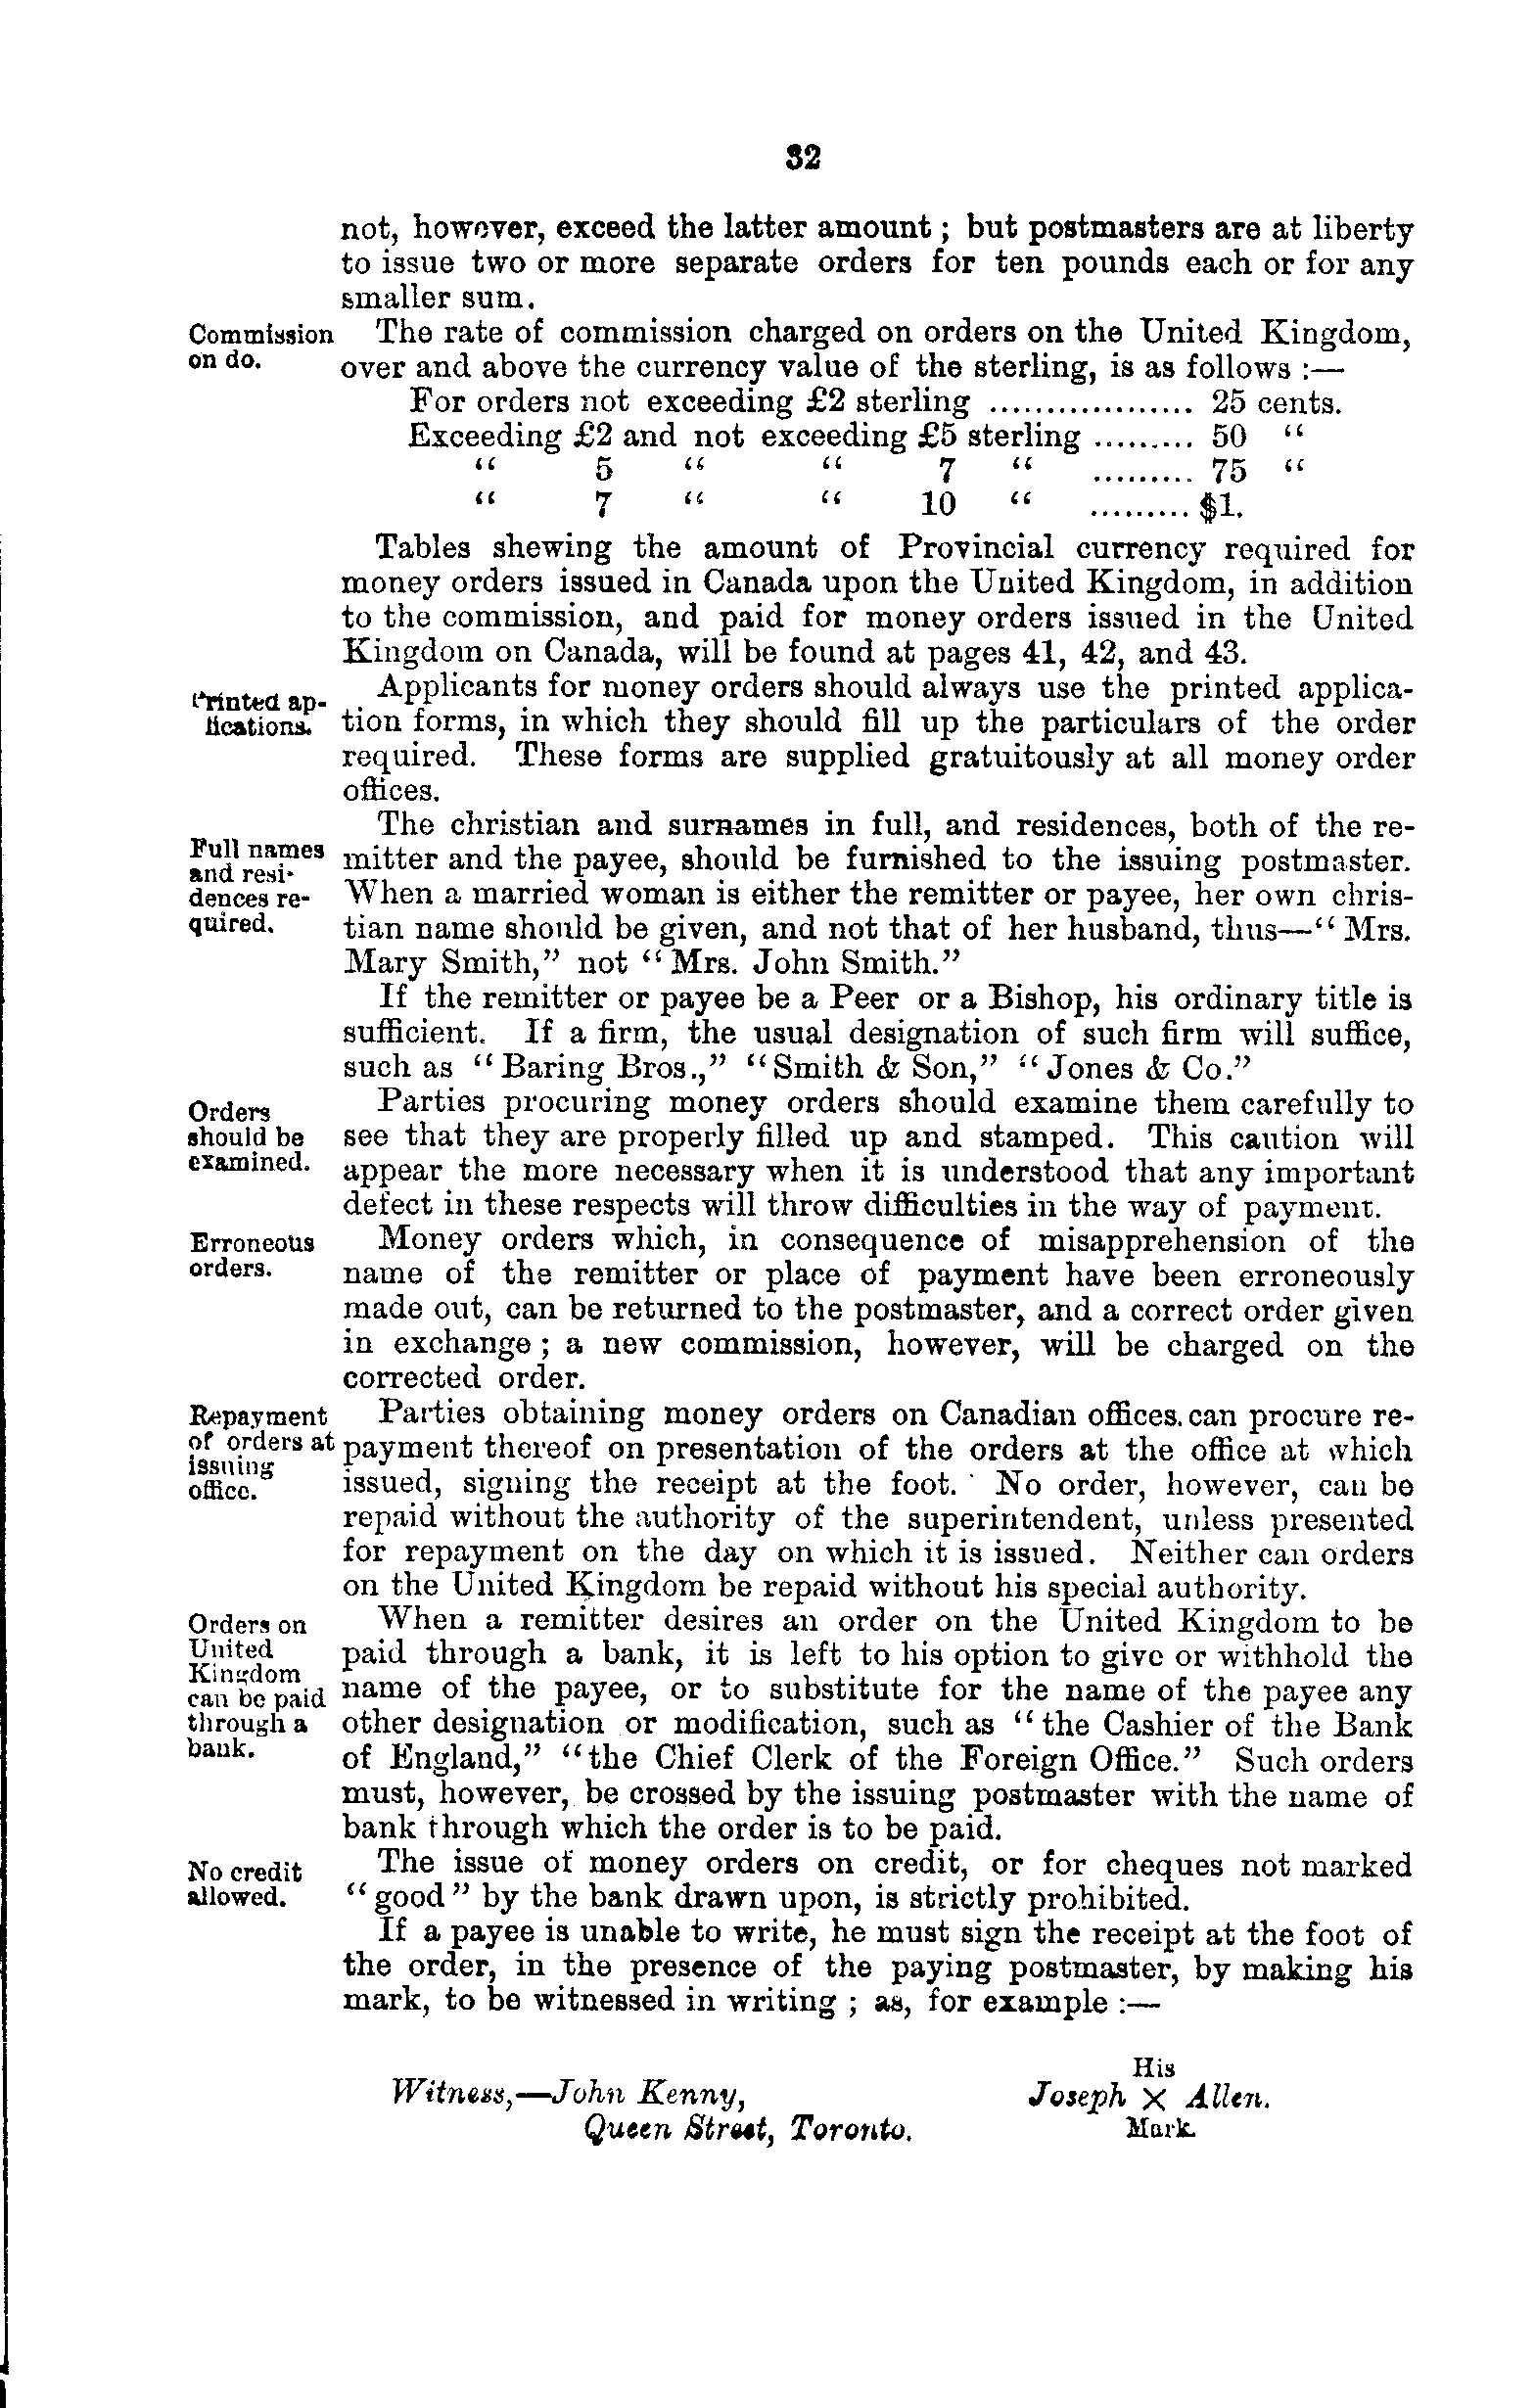 32
not, however, exceed the latter amount ; but postmasters are at liberty
to issue two or more separate orders for ten pounds each or for any
smaller sum.
Commission on do.
The rate of commission charged on orders on the United Kingdom,
over and above the currency value of the sterling, is as follows :—
For orders not exceeding £2 sterling .................. 25 cents.
Exceeding £2 and not exceeding £5 sterling ......... 50 “
“ 5 “ “ 7 “ ......... 75 “
“ 7 “ “ 10 “ ......... $1.
Tables shewing the amount of Provincial currency required for
money orders issued in Canada upon the United Kingdom, in addition
to the commission, and paid for money orders issued in the United
Kingdom on Canada, will be found at pages 41, 42, and 43.
Printed ap-
lications.
Applicants for money orders should always use the printed applica-
tion forms, in which they should fill up the particulars of the order
required. These forms are supplied gratuitously at all money order
offices.
Full names
and resi-
dences re-
quired.
The christian and surnames in full, and residences, both of the re-
mitter and the payee, should be furnished to the issuing postmaster.
When a married woman is either the remitter or payee, her own chris-
tian name should be given, and not that of her husband, thus—“ Mrs.
Mary Smith,” not “ Mrs. John Smith.”
If the remitter or payee be a Peer or a Bishop, his ordinary title is
sufficient. If a firm, the usual designation of such firm will suffice,
such as “ Baring Bros.,” “ Smith & Son,” “ Jones & Co.”
Orders
should be
examined.
Parties procuring money orders should examine them carefully to
see that they are properly filled up and stamped. This caution will
appear the more necessary when it is understood that any important
defect in these respects will throw difficulties in the way of payment.
Erroneous
orders.
Money orders which, in consequence of misapprehension of the
name of the remitter or place of payment have been erroneously
made out, can be returned to the postmaster, and a correct order given
in exchange ; a new commission, however, will be charged on the
corrected order.
Repayment
of orders at
issuing
office.
Parties obtaining money orders on Canadian offices. can procure re-
payment thereof on presentation of the orders at the office at which
issued, signing the receipt at the foot. No order, however, can be
repaid without the authority of the superintendent, unless presented
for repayment on the day on which it is issued. Neither can orders
on the United Kingdom be repaid without his special authority.
Orders on
United
Kingdom
can be paid
through a
bank.
When a remitter desires an order on the United Kingdom to be
paid through a bank, it is left to his option to give or withhold the
name of the payee, or to substitute for the name of the payee any
other designation or modification, such as “ the Cashier of the Bank
of England,” “ the Chief Clerk of the Foreign Office.” Such orders
must, however, be crossed by the issuing postmaster with the name of
bank through which the order is to be paid.
No credit
allowed.
The issue of money orders on credit, or for cheques not marked
“ good ” by the bank drawn upon, is strictly prohibited.
If a payee is unable to write, he must sign the receipt at the foot of
the order, in the presence of the paying postmaster, by making his
mark, to be witnessed in writing ; as, for example :—
His
Witness,—John Kenny, Joseph X Allen.
Queen Street, Toronto. Mark.